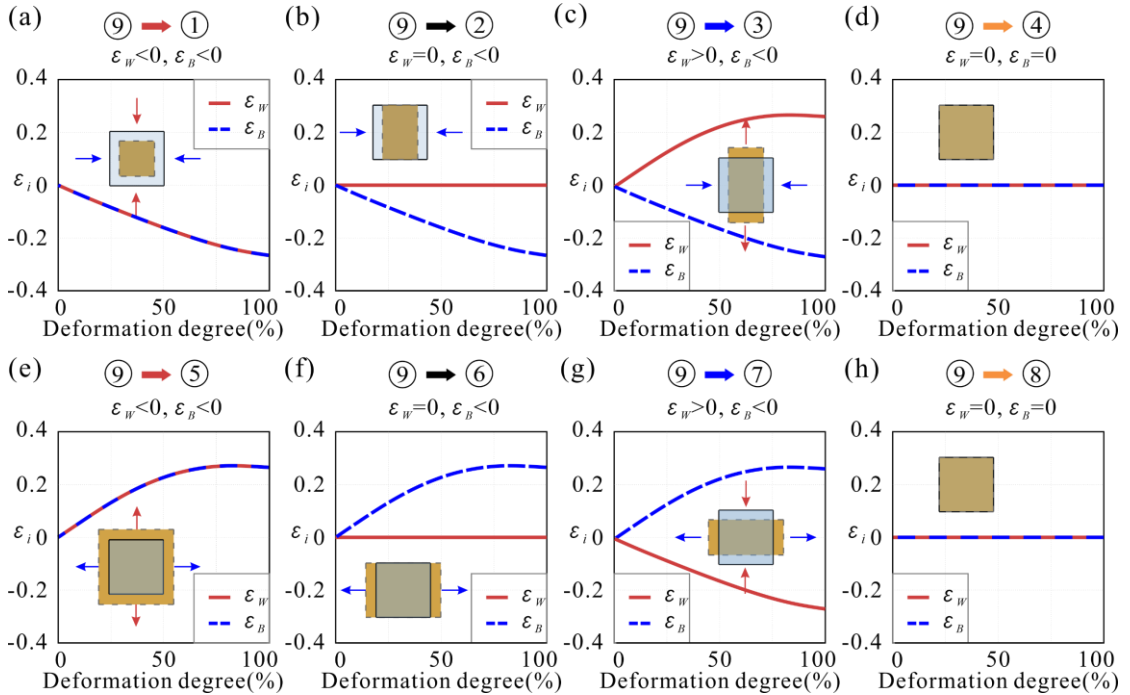 (a) (b) (c) (d)
⑨ ① ⑨ ② ⑨ ③ ⑨ ④
ε_W<0, ε_B<0 ε_W=0, ε_B<0 ε_W>0, ε_B<0 ε_W=0, ε_B=0
0.4 0.4 0.4 0.4
ε_W ε_W
ε_B ε_B
0.2 0.2 0.2 0.2
ε_i 0 0 0 0
-0.2 -0.2 -0.2 -0.2
ε_W ε_W
ε_B ε_B
-0.4 -0.4 -0.4 -0.4
0 50 100 0 50 100 0 50 100 0 50 100
Deformation degree(%) Deformation degree(%) Deformation degree(%) Deformation degree(%)
(e) (f) (g) (h)
⑨ ⑤ ⑨ ⑥ ⑨ ⑦ ⑨ ⑧
ε_W<0, ε_B<0 ε_W=0, ε_B<0 ε_W>0, ε_B<0 ε_W=0, ε_B=0
0.4 0.4 0.4 0.4
0.2 0.2 0.2 0.2
ε_i 0 ε_i 0 ε_i 0 ε_i 0
-0.2 -0.2 -0.2 -0.2
ε_W ε_W ε_W ε_W
ε_B ε_B ε_B ε_B
-0.4 -0.4 -0.4 -0.4
0 50 100 0 50 100 0 50 100 0 50 100
Deformation degree(%) Deformation degree(%) Deformation degree(%) Deformation degree(%)